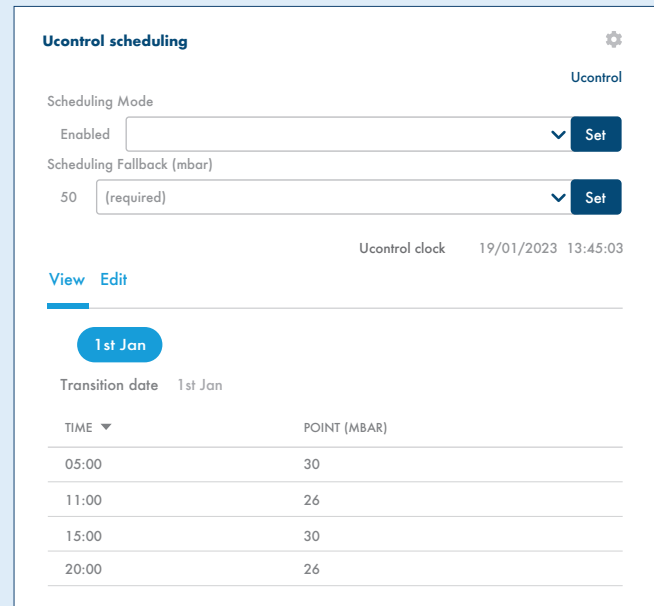 Ucontrol scheduling
Ucontrol
Scheduling Mode
Enabled Set
Scheduling Fallback (mbar)
50 (required) Set
Ucontrol clock 19/01/2023 13:45:03
View Edit
1st Jan
Transition date 1st Jan
TIME POINT (MBAR)
05:00 30
11:00 26
15:00 30
20:00 26